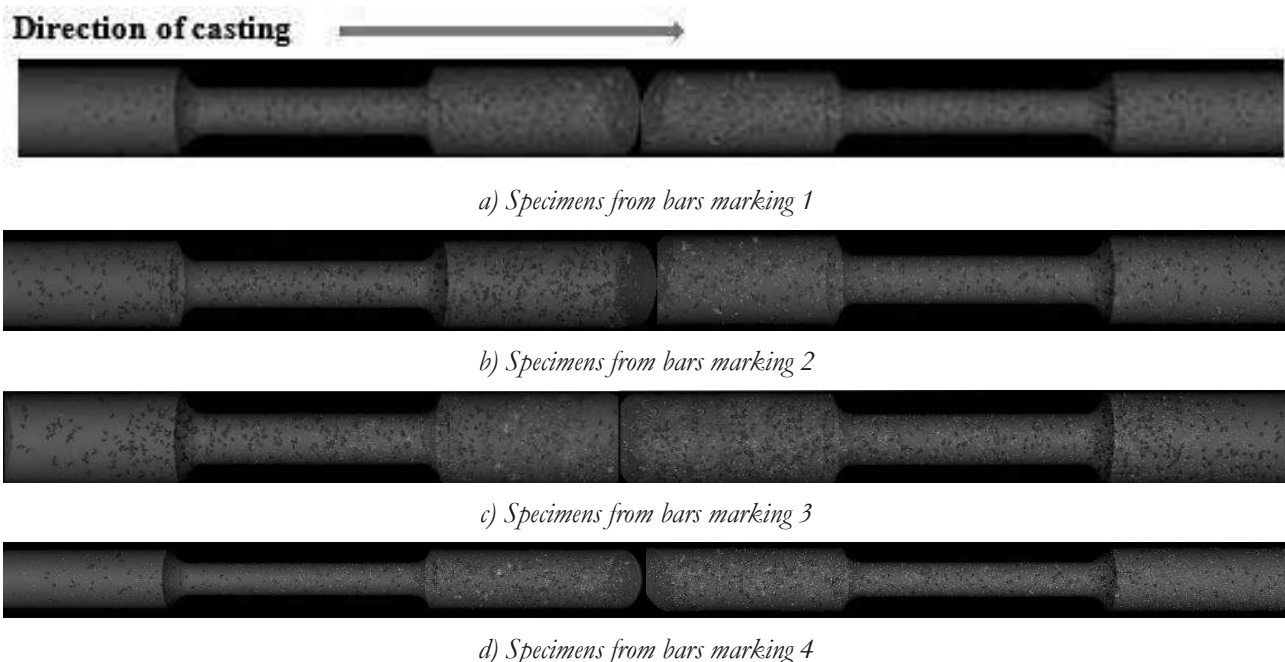 Direction of casting
a) Specimens from bars marking 1
b) Specimens from bars marking 2
c) Specimens from bars marking 3
d) Specimens from bars marking 4